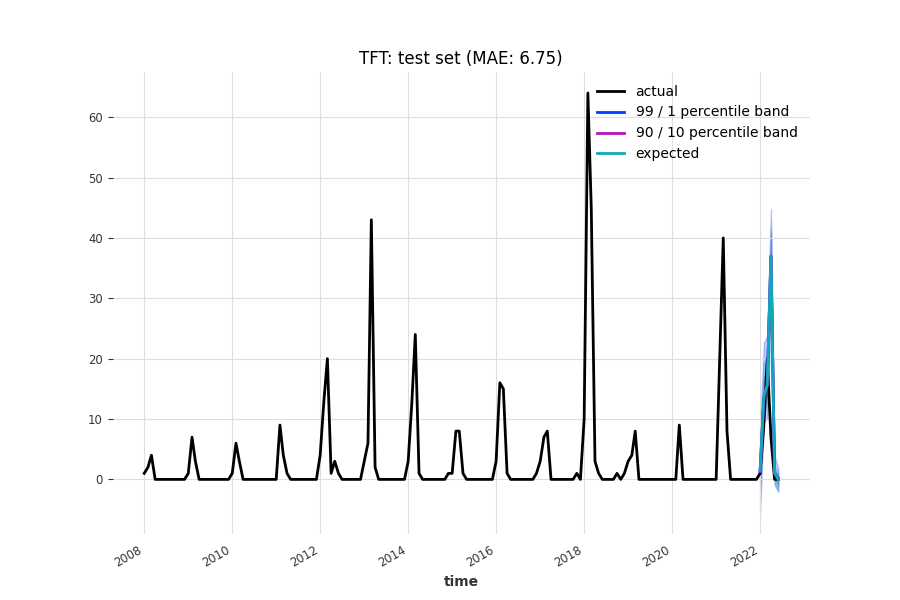 TFT: test set (MAE: 6.75)
actual
99 / 1 percentile band
90 / 10 percentile band
expected
60
50
40
30
20
10
0
2008
2010
2012
2014
2016
2018
2020
2022
time